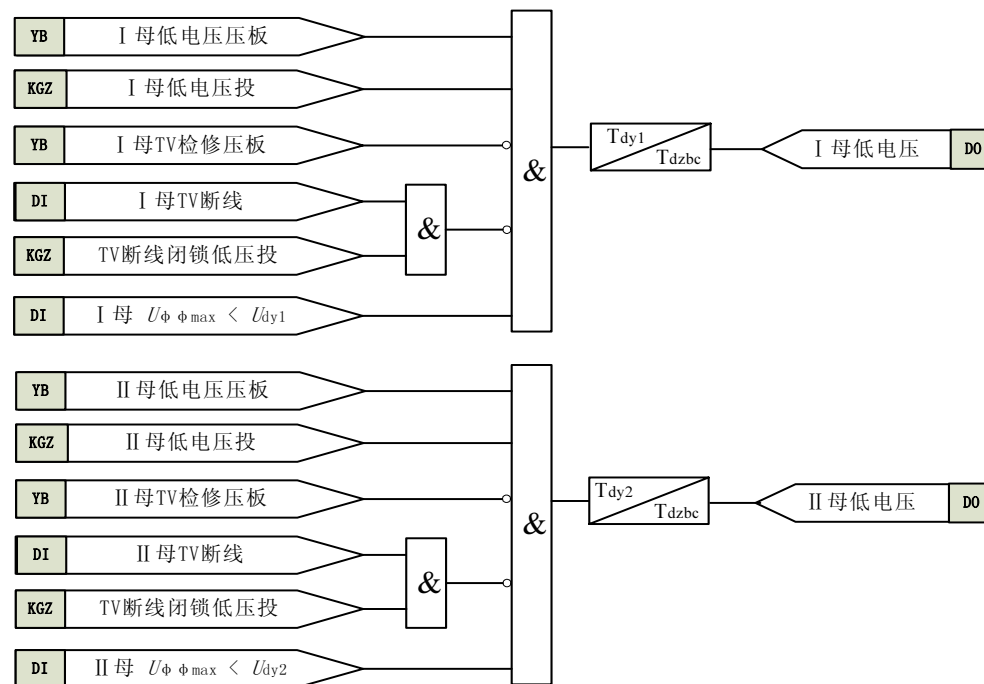 YB Ⅰ母低电压压板
KGZ Ⅰ母低电压投
YB Ⅰ母TV检修压板
DI Ⅰ母TV断线
KGZ TV断线闭锁低压投
DI Ⅰ母 Uφφmax < Udy1
&
&
Tdy1
Tdzbc
Ⅰ母低电压 DO
YB Ⅱ母低电压压板
KGZ Ⅱ母低电压投
YB Ⅱ母TV检修压板
DI Ⅱ母TV断线
KGZ TV断线闭锁低压投
DI Ⅱ母 Uφφmax < Udy2
&
&
Tdy2
Tdzbc
Ⅱ母低电压 DO